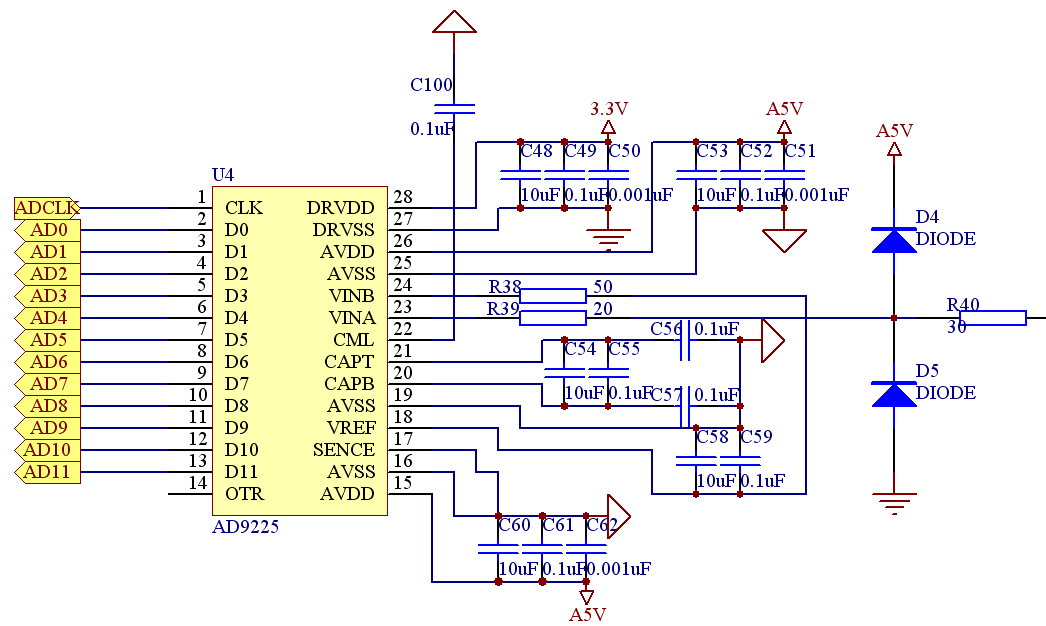 C100
0.1uF
3.3V
A5V
A5V
C48 C49 C50
C53 C52 C51
10uF 0.1uF 0.001uF
10uF 0.1uF 0.001uF
U4
ADCLK 1 CLK DRVDD 28
AD0 2 D0 DRVSS 27
AD1 3 D1 AVDD 26
AD2 4 D2 AVSS 25
AD3 5 D3 VINB 24 R38 50
AD4 6 D4 VINA 23 R39 20
AD5 7 D5 CML 22
AD6 8 D6 CAPT 21
AD7 9 D7 CAPB 20
AD8 10 D8 AVSS 19
AD9 11 D9 VREF 18
AD10 12 D10 SENCE 17
AD11 13 D11 AVSS 16
14 OTR AVDD 15
AD9225
D4
DIODE
R40
30
C56 0.1uF
C54 C55
10uF 0.1uF
C57 0.1uF
D5
DIODE
C58 C59
10uF 0.1uF
C60 C61 C62
10uF 0.1uF 0.001uF
A5V